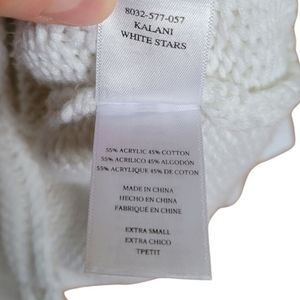 8032-577-057
KALANI
WHITE STARS
55% ACRYLIC 45% COTTON
55% ACRILICO 45% ALGODÓN
55% ACRYLIQUE 45% DE COTON
MADE IN CHINA
HECHO EN CHINA
FABRIQUÉ EN CHINE
EXTRA SMALL
EXTRA CHICO
TPETIT